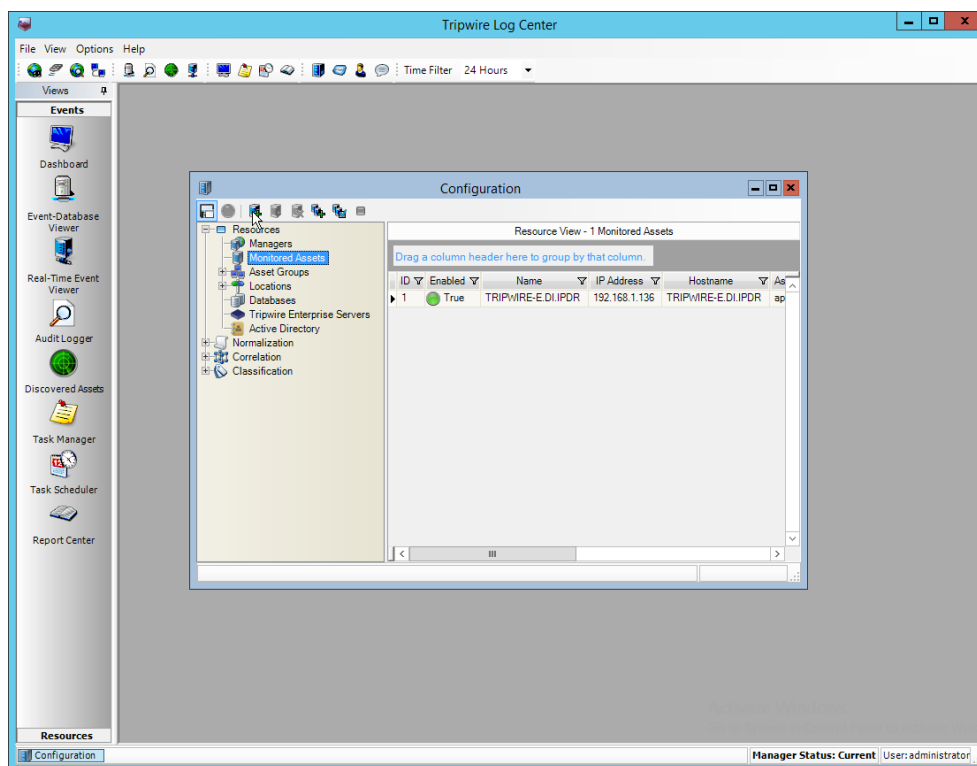 Tripwire Log Center
File View Options Help
Time Filter 24 Hours
Views
Events
Dashboard
Event-Database
Viewer
Real-Time Event
Viewer
Audit Logger
Discovered Assets
Task Manager
Task Scheduler
Report Center
Resources
Configuration
Resources
Managers
Monitored Assets
Asset Groups
Locations
Databases
Tripwire Enterprise Servers
Active Directory
Normalization
Correlation
Classification
Resource View - 1 Monitored Assets
Drag a column header here to group by that column.
ID Enabled Name IP Address Hostname As
1 True TRIPWIRE-E.DI.IPDR 192.168.1.136 TRIPWIRE-E.DI.IPDR ap
Configuration
Manager Status: Current User: administrator